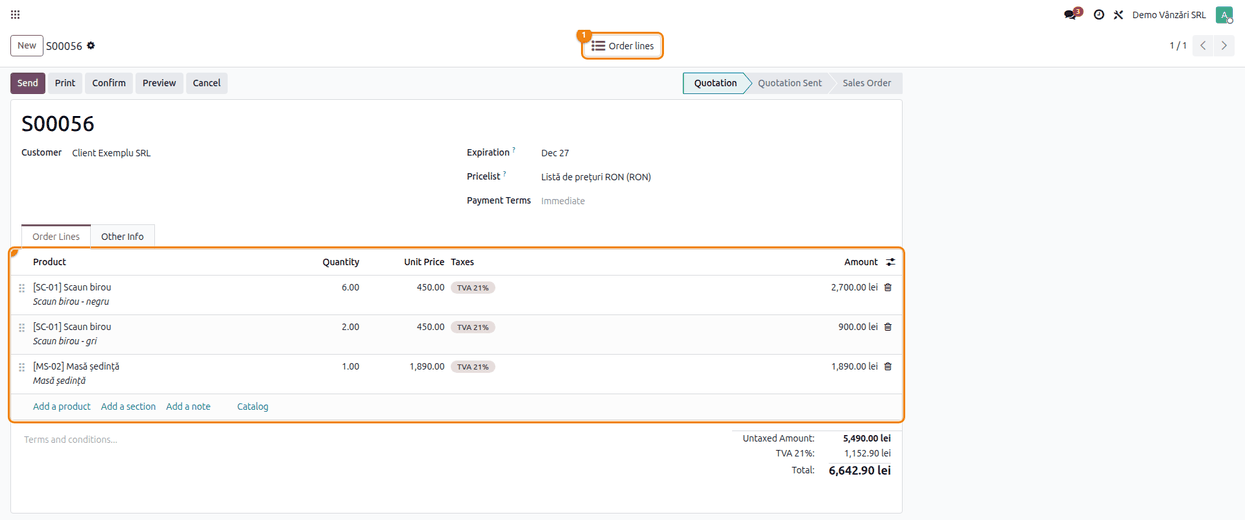 3 Demo Vânzări SRL A
New S00056 1 Order lines 1 / 1
Send Print Confirm Preview Cancel Quotation Quotation Sent Sales Order
S00056
Customer Client Exemplu SRL Expiration ? Dec 27
Pricelist ? Listă de prețuri RON (RON)
Payment Terms Immediate
Order Lines Other Info
Product Quantity Unit Price Taxes Amount
[SC-01] Scaun birou 6.00 450.00 TVA 21% 2,700.00 lei
Scaun birou - negru
[SC-01] Scaun birou 2.00 450.00 TVA 21% 900.00 lei
Scaun birou - gri
[MS-02] Masă ședință 1.00 1,890.00 TVA 21% 1,890.00 lei
Masă ședință
Add a product Add a section Add a note Catalog
Terms and conditions...
Untaxed Amount: 5,490.00 lei
TVA 21%: 1,152.90 lei
Total: 6,642.90 lei